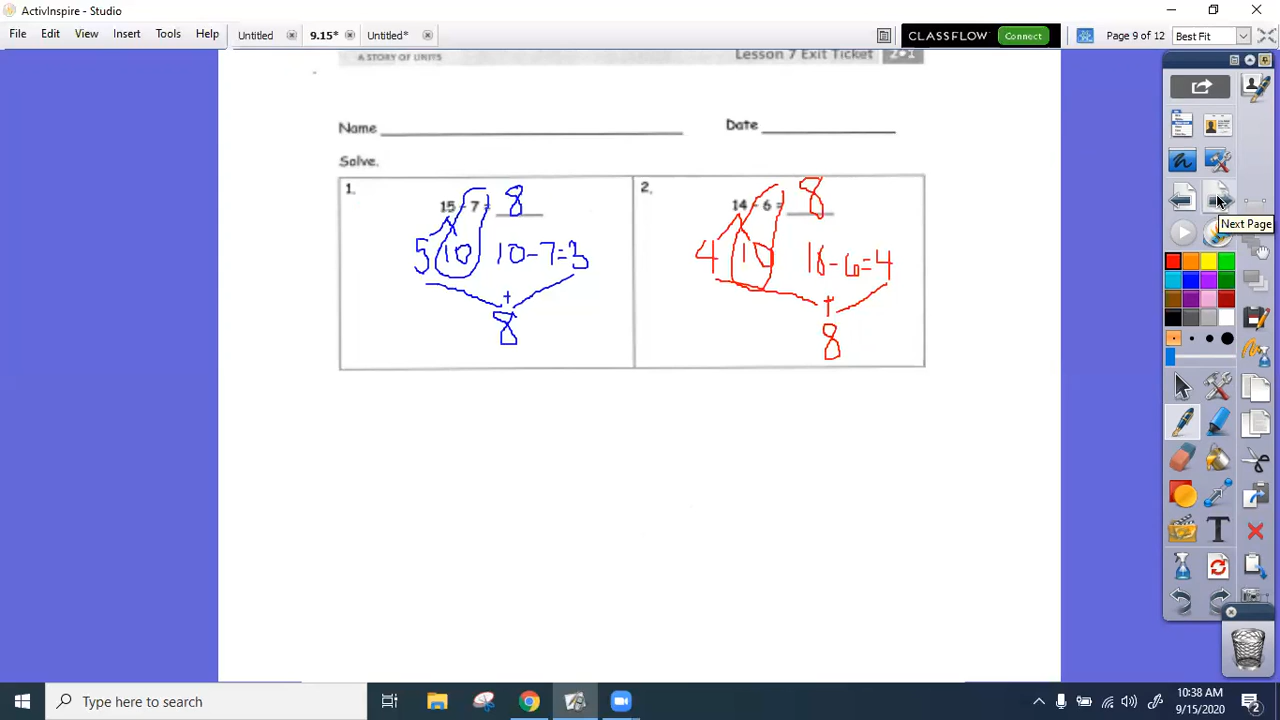 ActivInspire - Studio
File Edit View Insert Tools Help
Untitled 9.15* Untitled*
CLASSFLOW Connect
Page 9 of 12
Best Fit
A STORY OF UNITS
Lesson 7 Exit Ticket 2•1
Name Date
Solve.
1.
15 - 7 = 8
5 10 10-7=3
+
8
2.
14 - 6 = 8
4 10 10-6=4
+
8
Next Page
Type here to search
10:38 AM
9/15/2020
2